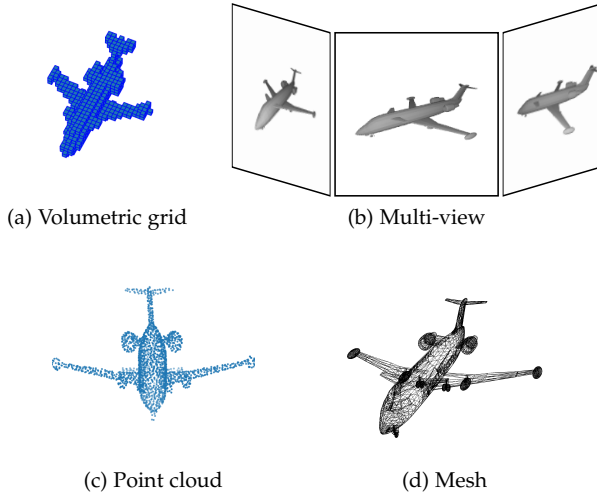 (a) Volumetric grid
(b) Multi-view
(c) Point cloud
(d) Mesh